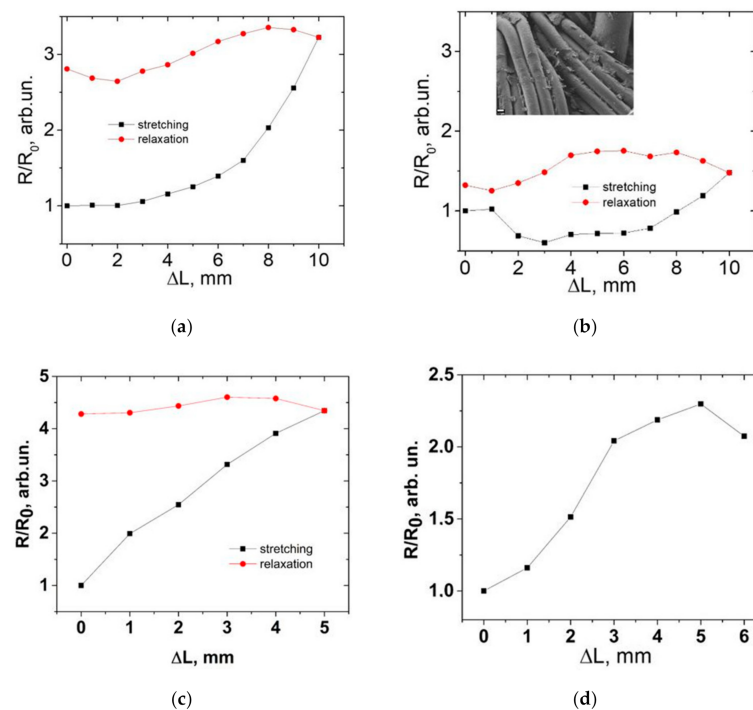 3
2
1
R/R0, arb.un.
stretching
relaxation
0 2 4 6 8 10
ΔL, mm
(a)
3
2
1
R/R0, arb.un.
stretching
relaxation
0 2 4 6 8 10
ΔL, mm
(b)
5
4
3
2
1
R/R0, arb.un.
stretching
relaxation
0 1 2 3 4 5
ΔL, mm
(c)
2.5
2.0
1.5
1.0
R/R0, arb. un.
0 1 2 3 4 5 6
ΔL, mm
(d)